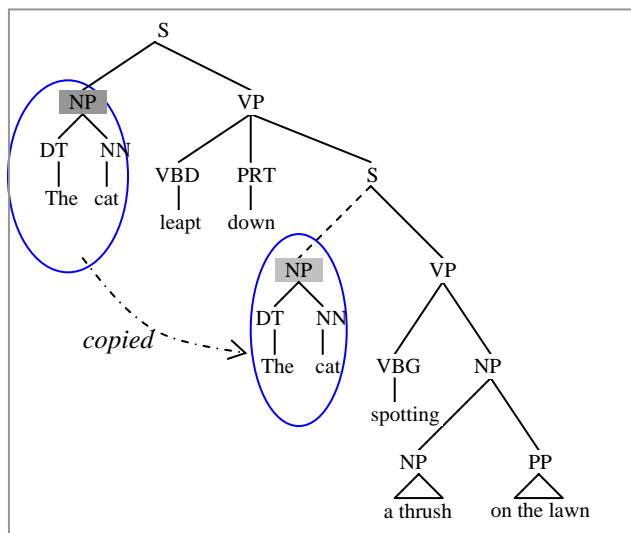 S
NP VP
DT NN VBD PRT S
The cat leapt down
NP VP
copied DT NN VBG NP
The cat spotting
NP PP
a thrush on the lawn